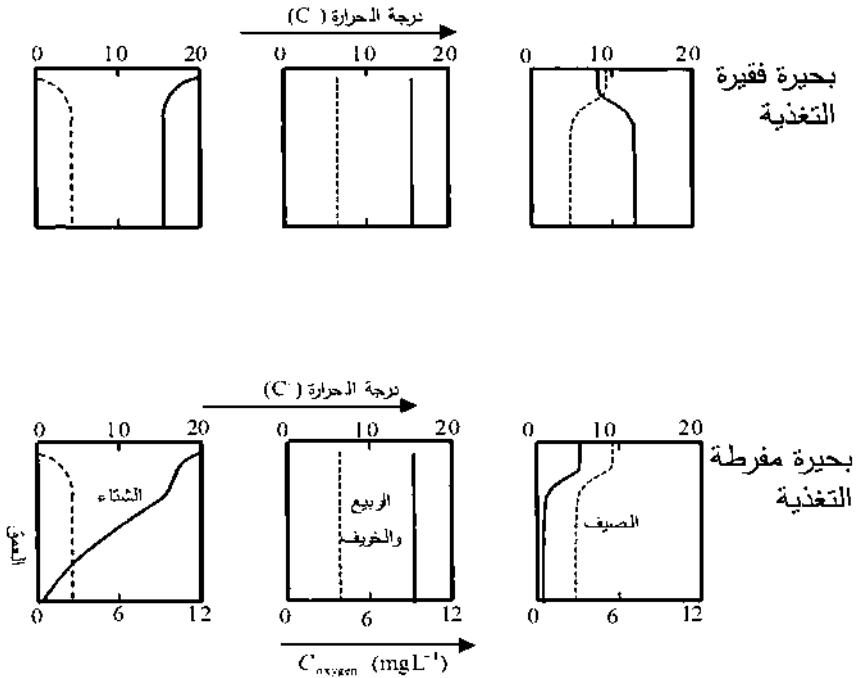 درجة الحرارة (C )
0 10 20
0 10 20
0 10 20
بحيرة فقيرة
التغذية
درجة الحرارة (C )
0 10 20
0 10 20
0 10 20
بحيرة مفرطة
التغذية
الشتاء
الربيع
والخريف
الصيف
العمق
0 6 12
0 6 12
0 6 12
C oxygen (mgL⁻¹)